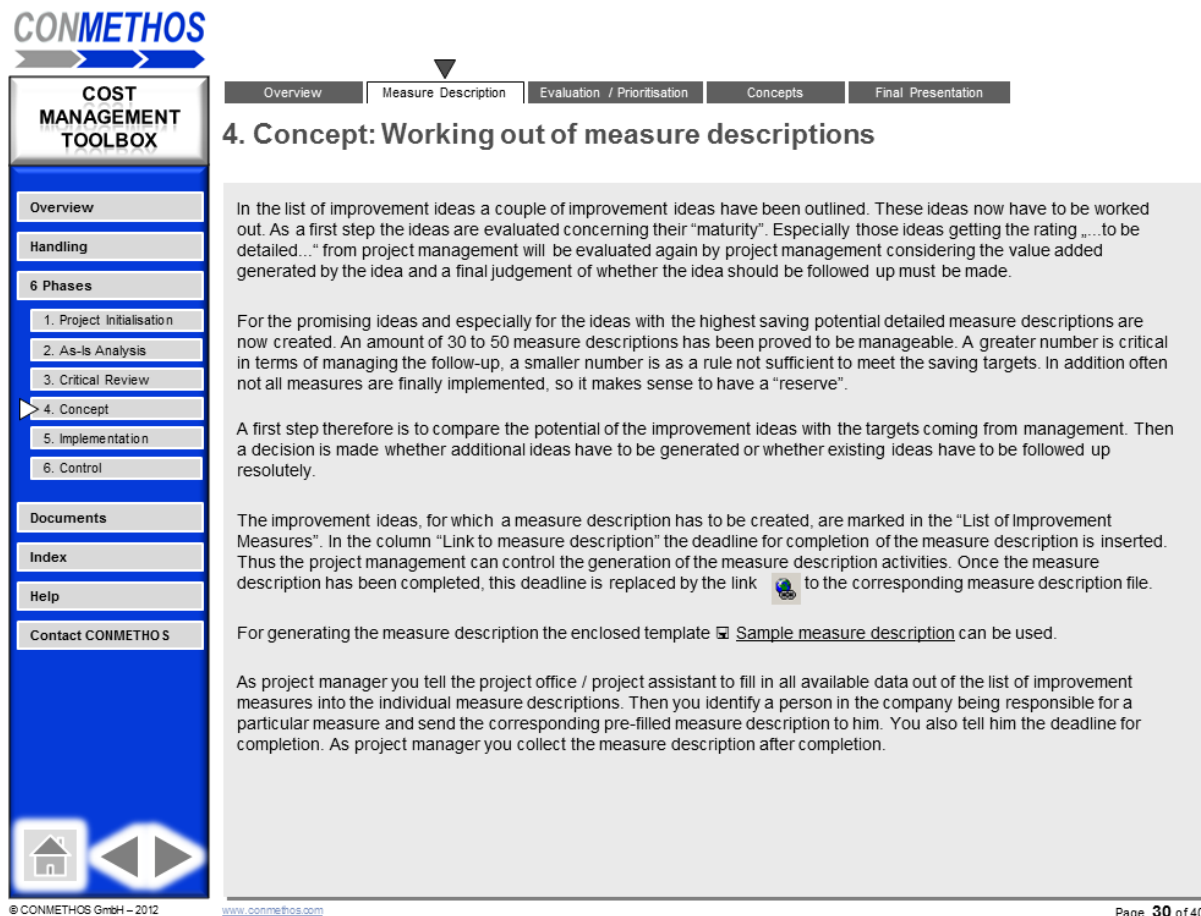 CONMETHOS
COST
MANAGEMENT
TOOLBOX
Overview
Handling
6 Phases
1. Project Initialisation
2. As-Is Analysis
3. Critical Review
4. Concept
5. Implementation
6. Control
Documents
Index
Help
Contact CONMETHOS
Overview
Measure Description
Evaluation / Prioritisation
Concepts
Final Presentation
4. Concept: Working out of measure descriptions
In the list of improvement ideas a couple of improvement ideas have been outlined. These ideas now have to be worked
out. As a first step the ideas are evaluated concerning their “maturity”. Especially those ideas getting the rating „...to be
detailed...“ from project management will be evaluated again by project management considering the value added
generated by the idea and a final judgement of whether the idea should be followed up must be made.
For the promising ideas and especially for the ideas with the highest saving potential detailed measure descriptions are
now created. An amount of 30 to 50 measure descriptions has been proved to be manageable. A greater number is critical
in terms of managing the follow-up, a smaller number is as a rule not sufficient to meet the saving targets. In addition often
not all measures are finally implemented, so it makes sense to have a “reserve”.
A first step therefore is to compare the potential of the improvement ideas with the targets coming from management. Then
a decision is made whether additional ideas have to be generated or whether existing ideas have to be followed up
resolutely.
The improvement ideas, for which a measure description has to be created, are marked in the “List of Improvement
Measures”. In the column “Link to measure description” the deadline for completion of the measure description is inserted.
Thus the project management can control the generation of the measure description activities. Once the measure
description has been completed, this deadline is replaced by the link to the corresponding measure description file.
For generating the measure description the enclosed template Sample measure description can be used.
As project manager you tell the project office / project assistant to fill in all available data out of the list of improvement
measures into the individual measure descriptions. Then you identify a person in the company being responsible for a
particular measure and send the corresponding pre-filled measure description to him. You also tell him the deadline for
completion. As project manager you collect the measure description after completion.
© CONMETHOS GmbH – 2012
www.conmethos.com
Page 30 of 40